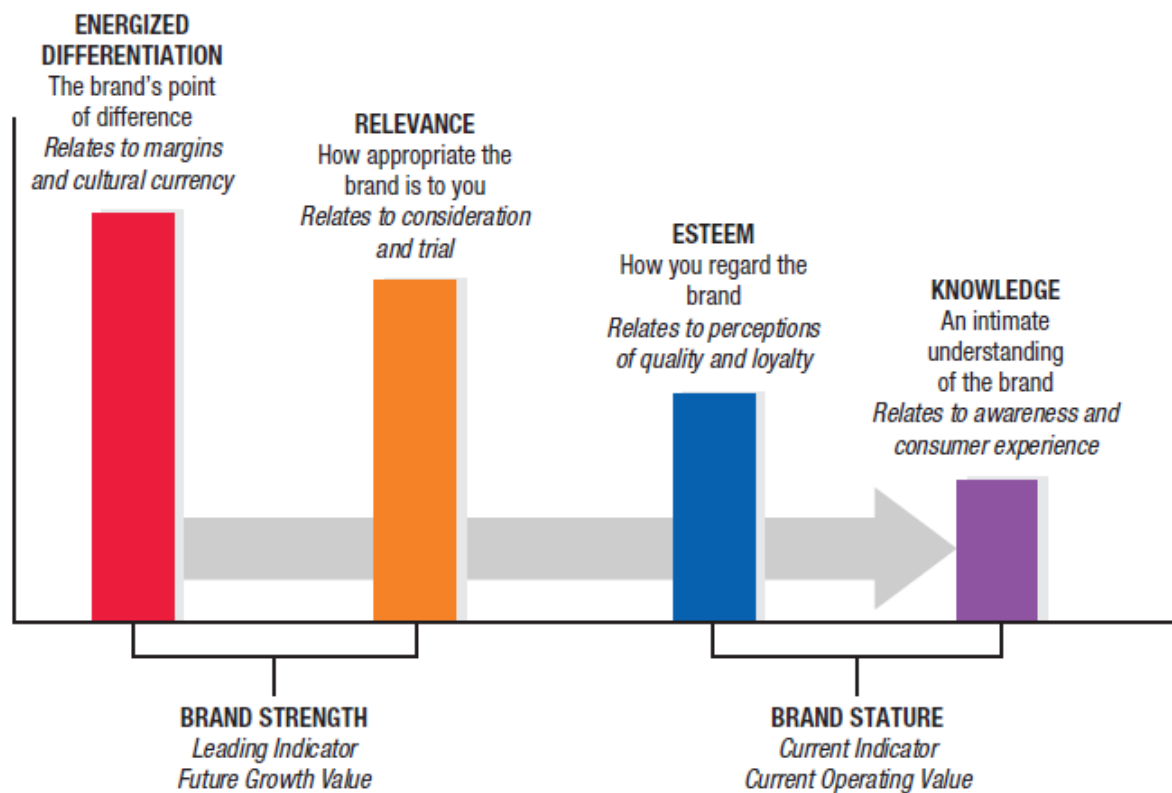 ENERGIZED
DIFFERENTIATION
The brand’s point
of difference
Relates to margins
and cultural currency
RELEVANCE
How appropriate the
brand is to you
Relates to consideration
and trial
ESTEEM
How you regard the
brand
Relates to perceptions
of quality and loyalty
KNOWLEDGE
An intimate
understanding
of the brand
Relates to awareness and
consumer experience
BRAND STRENGTH
Leading Indicator
Future Growth Value
BRAND STATURE
Current Indicator
Current Operating Value